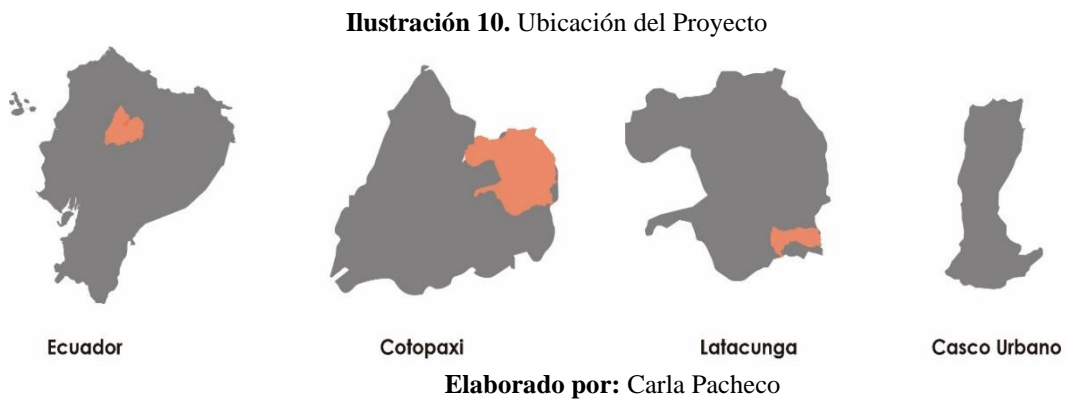 Ilustración 10. Ubicación del Proyecto
Ecuador
Cotopaxi
Latacunga
Casco Urbano
Elaborado por: Carla Pacheco